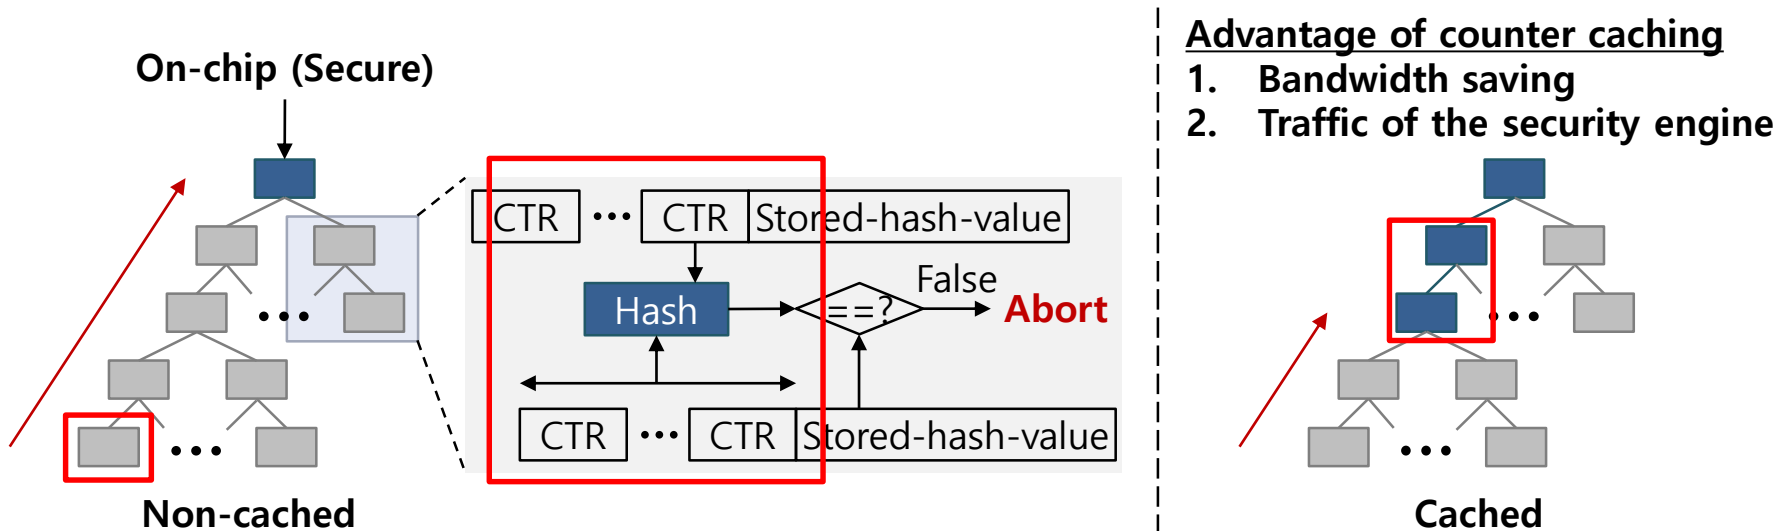 On-chip (Secure)
CTR ••• CTR Stored-hash-value
Hash
==?
False
Abort
CTR ••• CTR Stored-hash-value
•••
•••
Non-cached
Advantage of counter caching
1. Bandwidth saving
2. Traffic of the security engine
•••
•••
Cached